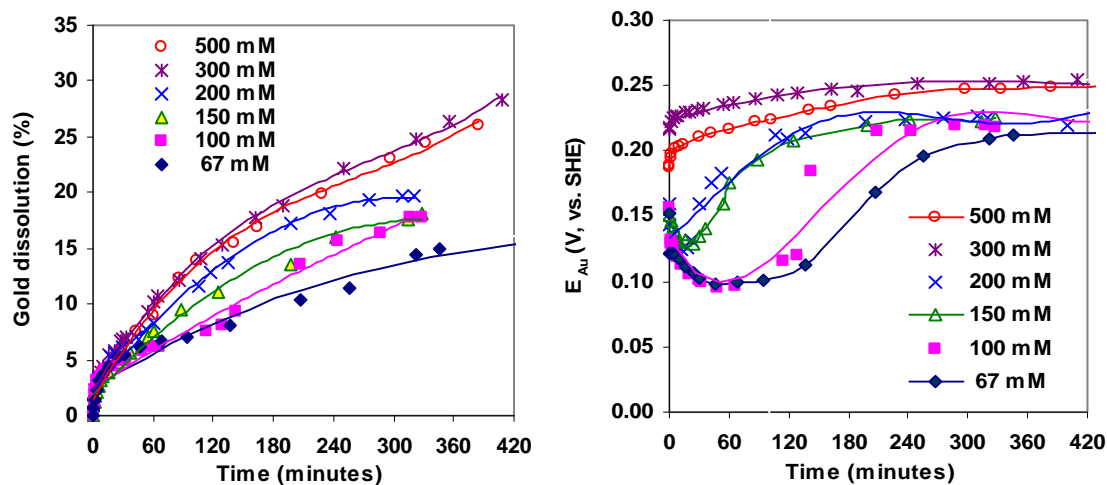 35
30
25
20
15
10
5
0
Gold dissolution (%)
500 mM
300 mM
200 mM
150 mM
100 mM
67 mM
0 60 120 180 240 300 360 420
Time (minutes)
0.30
0.25
0.20
0.15
0.10
0.05
0.00
E Au (V, vs. SHE)
500 mM
300 mM
200 mM
150 mM
100 mM
67 mM
0 60 120 180 240 300 360 420
Time (minutes)